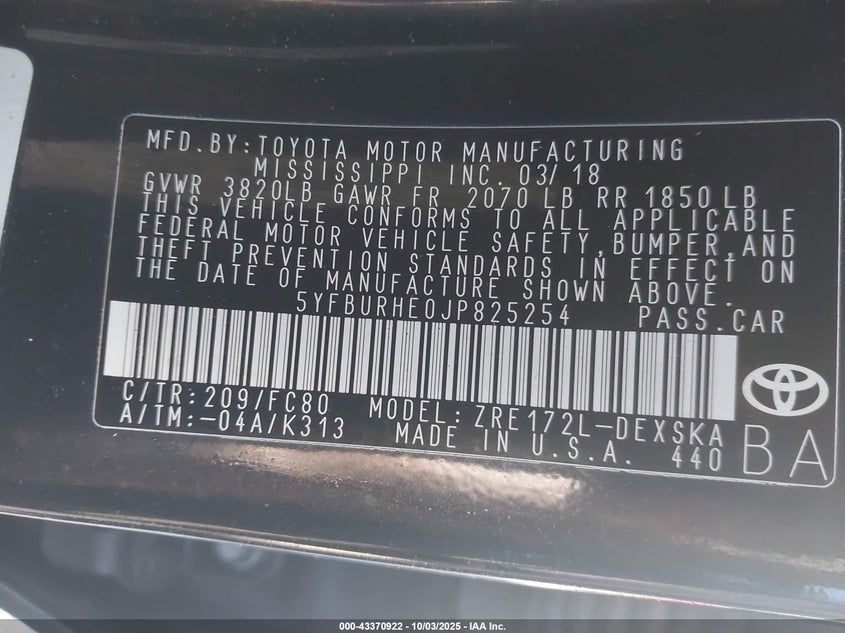 MFD.BY:TOYOTA MOTOR MANUFACTURING
MISSISSIPPI INC. 03/18
GVWR 3820LB GAWR FR 2070 LB RR 1850 LB
THIS VEHICLE CONFORMS TO ALL APPLICABLE
FEDERAL MOTOR VEHICLE SAFETY,BUMPER,AND
THEFT PREVENTION STANDARDS IN EFFECT ON
THE DATE OF MANUFACTURE SHOWN ABOVE.
5YFBURHE0JP825254 PASS.CAR
C/TR:209/FC80 MODEL:ZRE172L-DEXSKA
A/TM:-04A/K313 MADE IN U.S.A. 440 BA
000-43370922 - 10/03/2025 - IAA Inc.